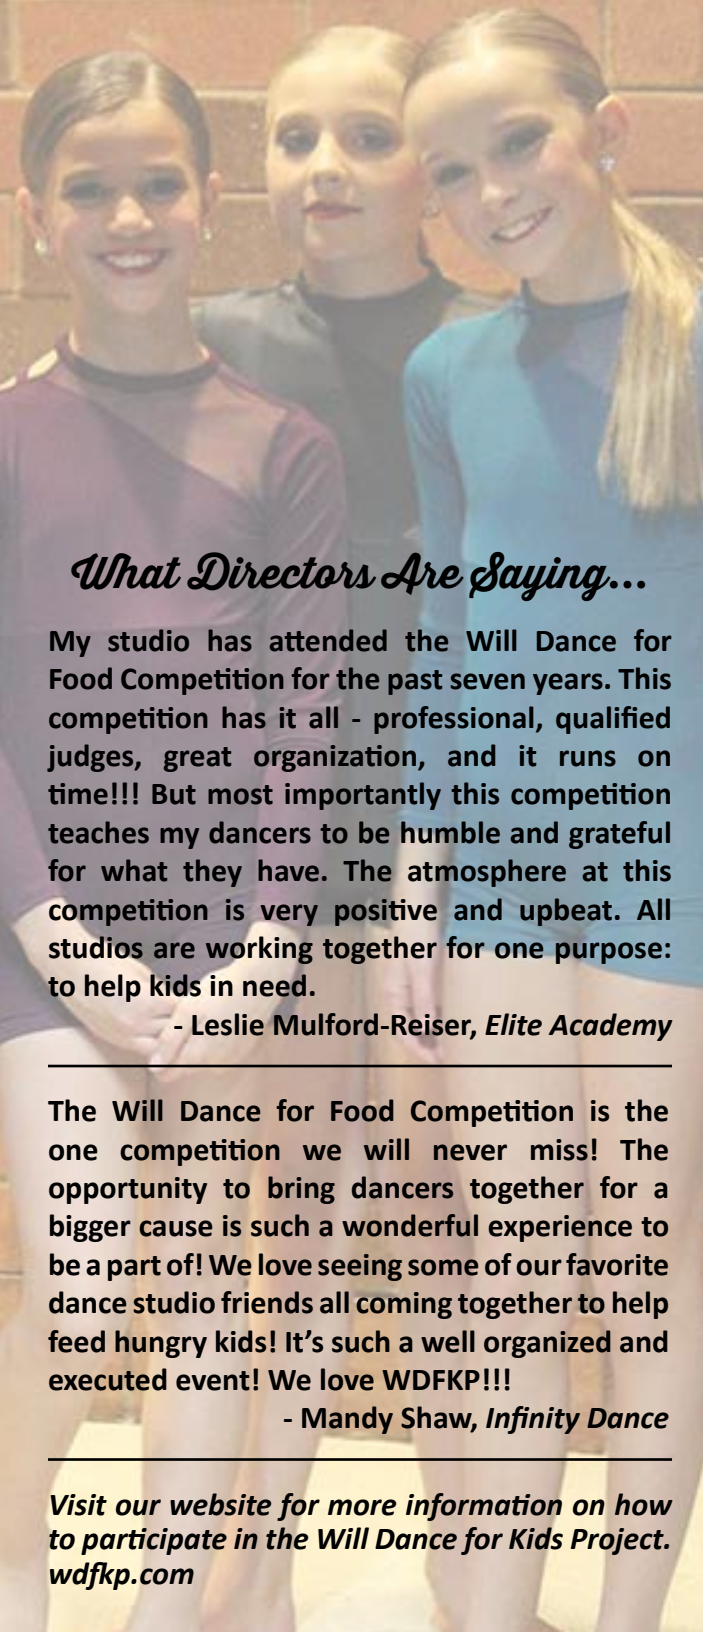 What Directors Are Saying...
My studio has attended the Will Dance for
Food Competition for the past seven years. This
competition has it all - professional, qualified
judges, great organization, and it runs on
time!!! But most importantly this competition
teaches my dancers to be humble and grateful
for what they have. The atmosphere at this
competition is very positive and upbeat. All
studios are working together for one purpose:
to help kids in need.
- Leslie Mulford-Reiser, Elite Academy
The Will Dance for Food Competition is the
one competition we will never miss! The
opportunity to bring dancers together for a
bigger cause is such a wonderful experience to
be a part of! We love seeing some of our favorite
dance studio friends all coming together to help
feed hungry kids! It’s such a well organized and
executed event! We love WDFKP!!!
- Mandy Shaw, Infinity Dance
Visit our website for more information on how
to participate in the Will Dance for Kids Project.
wdfkp.com